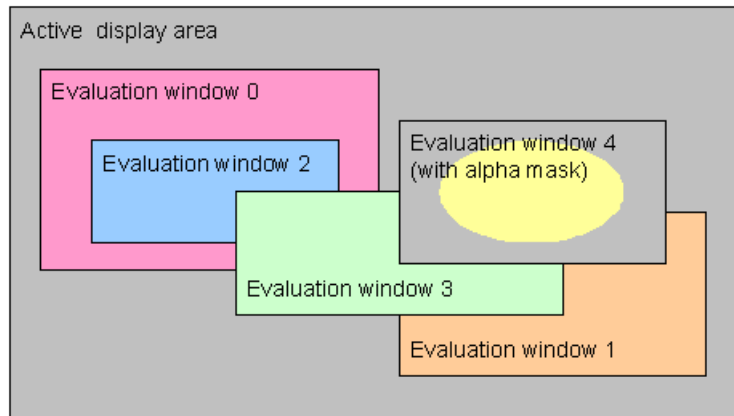 Active display area
Evaluation window 0
Evaluation window 4
(with alpha mask)
Evaluation window 2
Evaluation window 3
Evaluation window 1